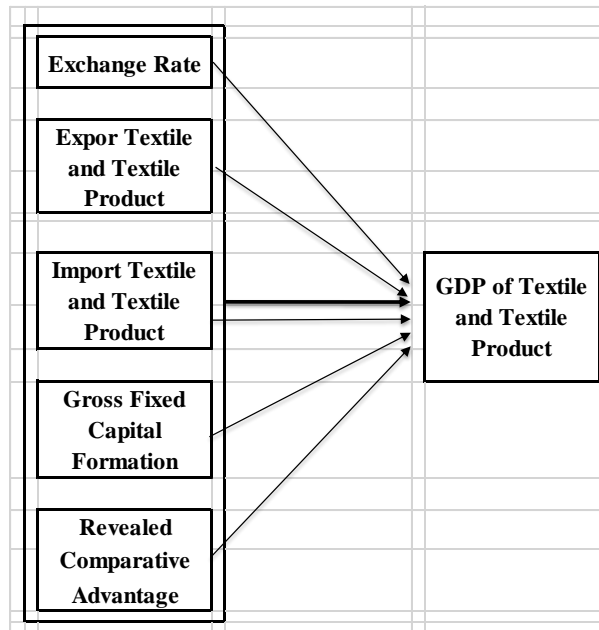 Exchange Rate
Expor Textile
and Textile
Product
Import Textile
and Textile
Product
GDP of Textile
and Textile
Product
Gross Fixed
Capital
Formation
Revealed
Comparative
Advantage